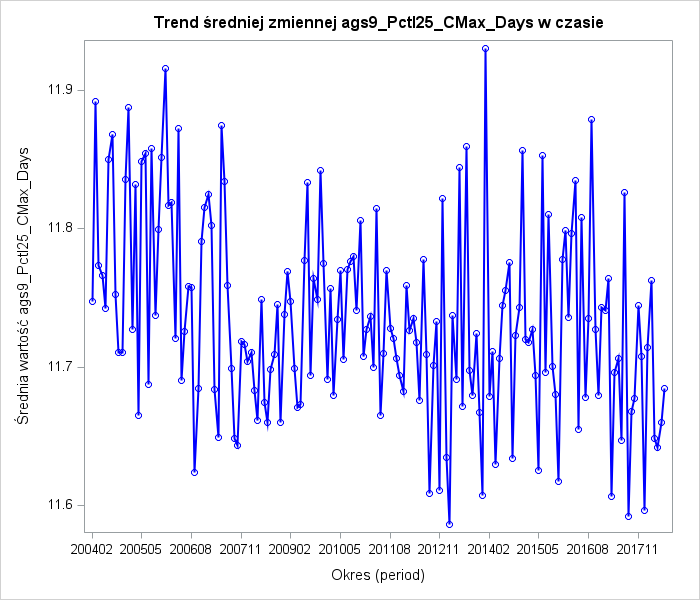 Trend średniej zmiennej ags9_Pctl25_CMax_Days w czasie
Średnia wartość ags9_Pctl25_CMax_Days
11.9
11.8
11.7
11.6
200402 200505 200608 200711 200902 201005 201108 201211 201402 201505 201608 201711
Okres (period)